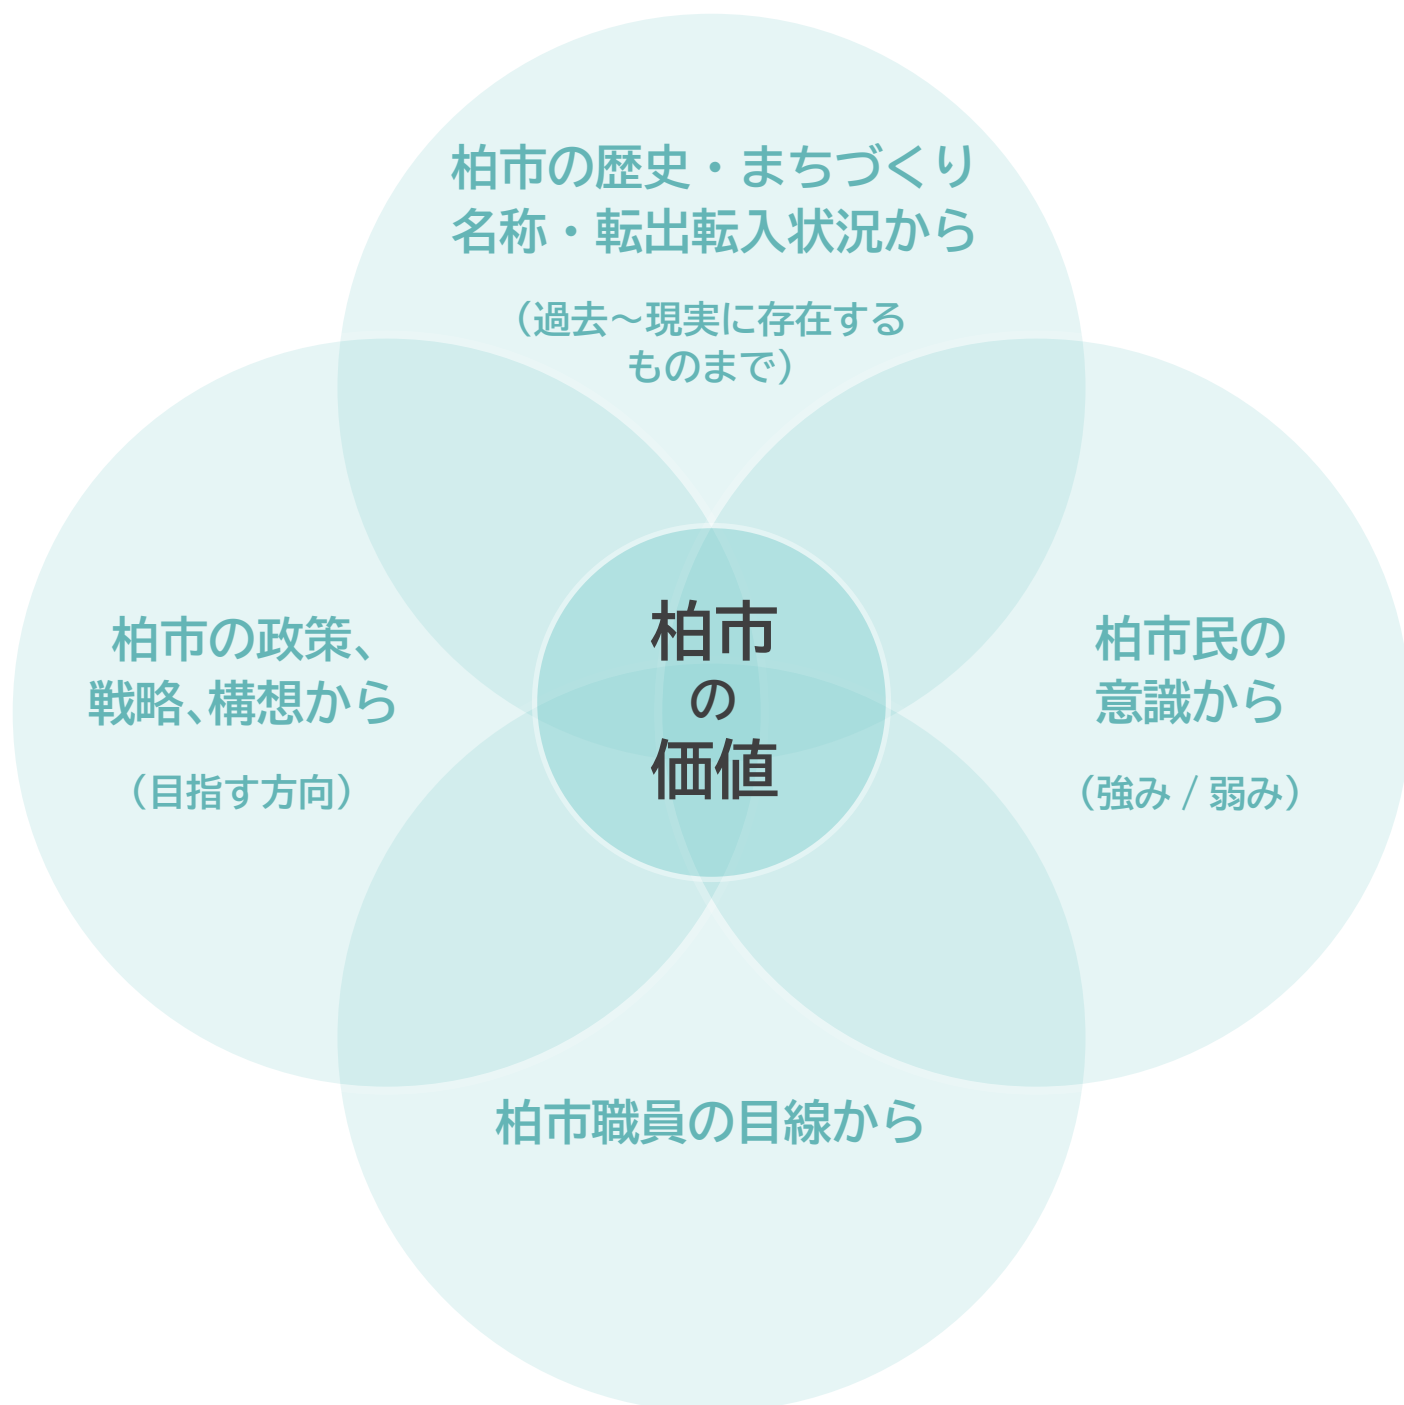 柏市の歴史・まちづくり
名称・転出転入状況から
（過去～現実に存在する
ものまで）
柏市の政策、
戦略、構想から
（目指す方向）
柏市
の
価値
柏市民の
意識から
（強み / 弱み）
柏市職員の目線から